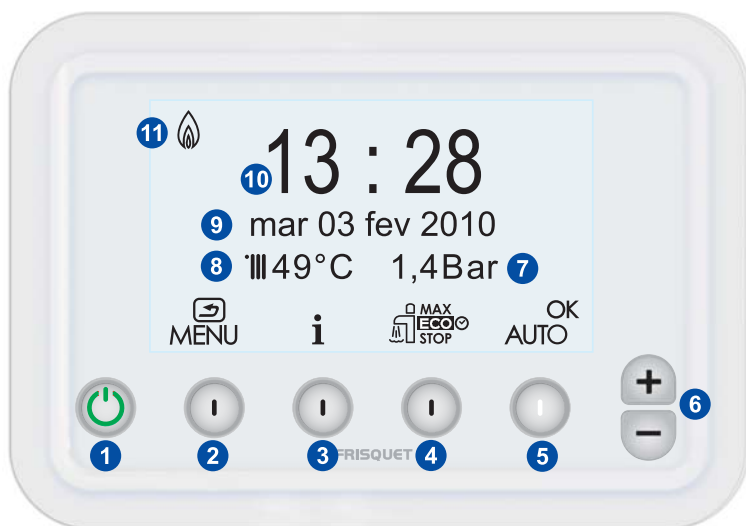 11
10 13 : 28
9 mar 03 fev 2010
8 49°C 1,4Bar 7
MENU i MAX ECO STOP OK AUTO
+
−
6
1 2 3 4 5
FRISQUET